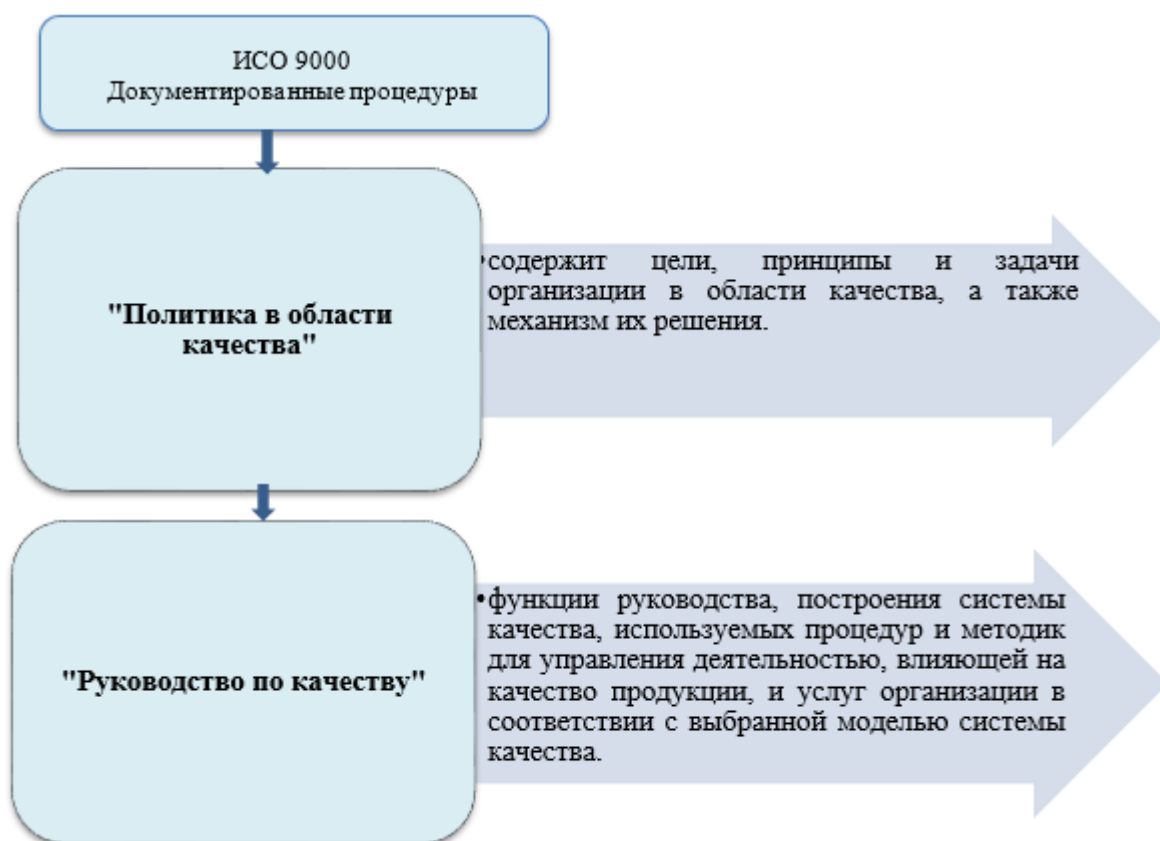 ИСО 9000
Документированные процедуры
"Политика в области
качества"
•содержит цели, принципы и задачи
организации в области качества, а также
механизм их решения.
"Руководство по качеству"
•функции руководства, построения системы
качества, используемых процедур и методик
для управления деятельностью, влияющей на
качество продукции, и услуг организации в
соответствии с выбранной моделью системы
качества.